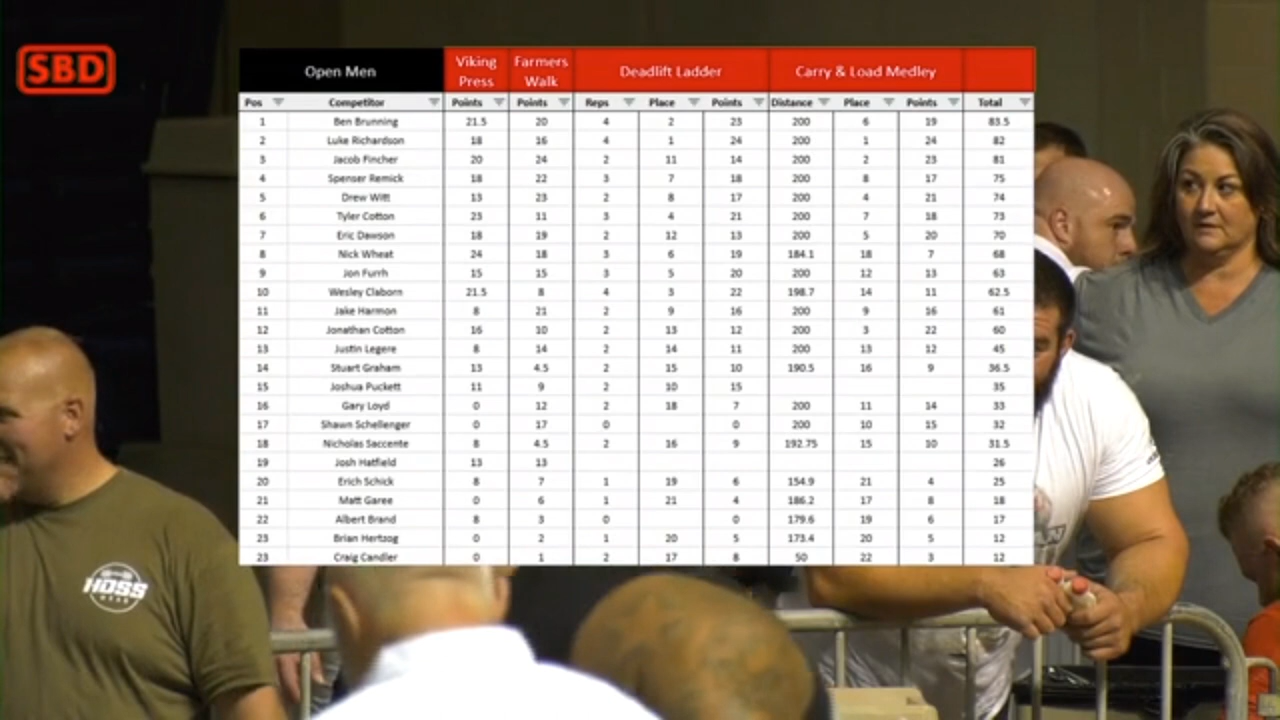 SBD
Open Men Viking Press Farmers Walk Deadlift Ladder Carry & Load Medley
Pos Competitor Points Points Reps Place Points Distance Place Points Total
1 Ben Brunning 21.5 20 4 2 23 200 6 19 83.5
2 Luke Richardson 18 16 4 1 24 200 1 24 82
3 Jacob Fincher 20 24 2 11 14 200 2 23 81
4 Spenser Remick 18 22 3 7 18 200 8 17 75
5 Drew Witt 13 23 2 8 17 200 4 21 74
6 Tyler Cotton 23 11 3 4 21 200 7 18 73
7 Eric Dawson 18 19 2 12 13 200 5 20 70
8 Nick Wheat 24 18 3 6 19 184.1 18 7 68
9 Jon Furrh 15 15 3 5 20 200 12 13 63
10 Wesley Claborn 21.5 8 4 3 22 198.7 14 11 62.5
11 Jake Harmon 8 21 2 9 16 200 9 16 61
12 Jonathan Cotton 16 10 2 13 12 200 3 22 60
13 Justin Legere 8 14 2 14 11 200 13 12 45
14 Stuart Graham 13 4.5 2 15 10 190.5 16 9 36.5
15 Joshua Puckett 11 9 2 10 15 35
16 Gary Loyd 0 12 2 18 7 200 11 14 33
17 Shawn Schellenger 0 17 0 0 200 10 15 32
18 Nicholas Saccente 8 4.5 2 16 9 192.75 15 10 31.5
19 Josh Hatfield 13 13 26
20 Erich Schick 8 7 1 19 6 154.9 21 4 25
21 Matt Garee 0 6 1 21 4 186.2 17 8 18
22 Albert Brand 8 3 0 0 179.6 19 6 17
23 Brian Hertzog 0 2 1 20 5 173.4 20 5 12
23 Craig Candler 0 1 2 17 8 50 22 3 12
HOSS